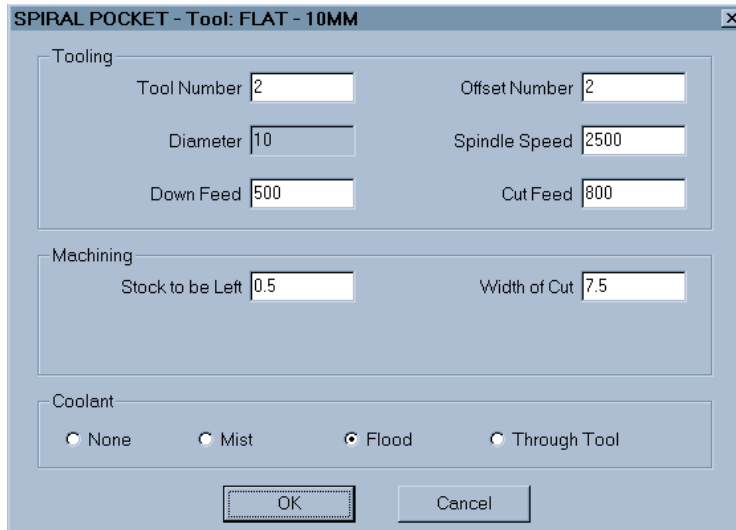 SPIRAL POCKET - Tool: FLAT - 10MM
Tooling
Tool Number 2 Offset Number 2
Diameter 10 Spindle Speed 2500
Down Feed 500 Cut Feed 800
Machining
Stock to be Left 0.5 Width of Cut 7.5
Coolant
None Mist Flood Through Tool
OK Cancel